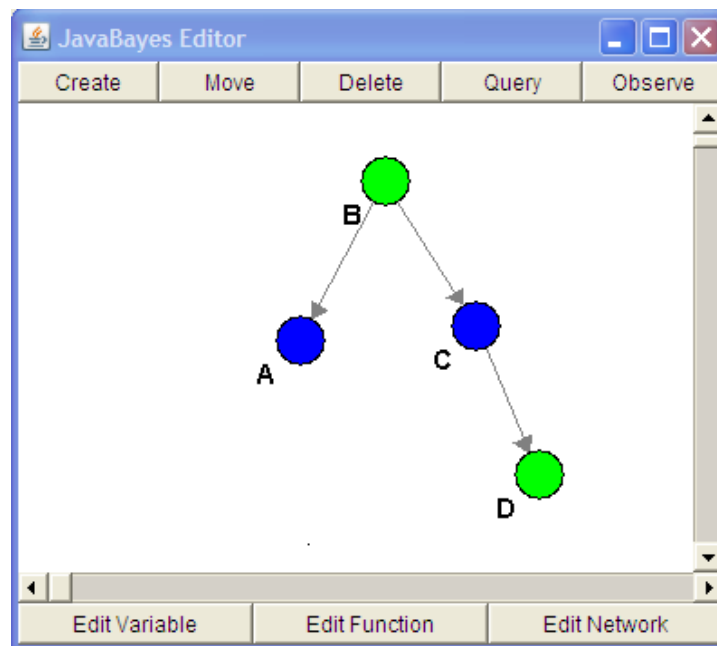 JavaBayes Editor
Create Move Delete Query Observe
B
A
C
D
Edit Variable Edit Function Edit Network